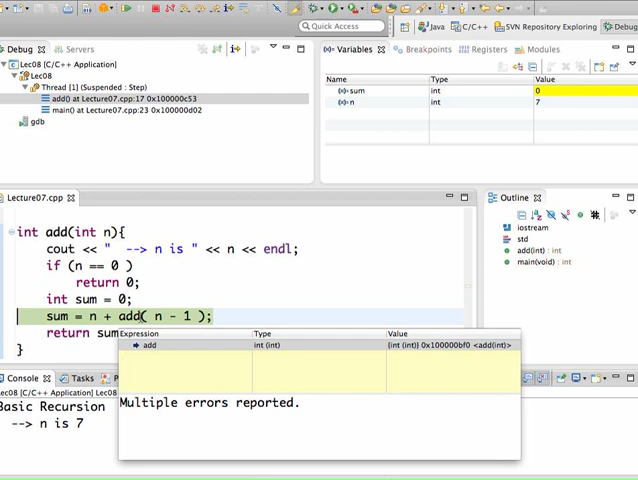 Quick Access
Java
C/C++
SVN Repository Exploring
Debug
Debug
Servers
Lec08 [C/C++ Application]
Lec08
Thread [1] (Suspended : Step)
add() at Lecture07.cpp:17 0x100000c53
main() at Lecture07.cpp:23 0x100000d02
gdb
Variables
Breakpoints
Registers
Modules
Name Type Value
sum int 0
n int 7
Lecture07.cpp
int add(int n){
cout << " --> n is " << n << endl;
if (n == 0 )
return 0;
int sum = 0;
sum = n + add( n - 1 );
return sum
}
Outline
iostream
std
add(int) : int
main(void) : int
Expression Type Value
add int (int) {int (int)} 0x100000bf0 <add(int)>
Multiple errors reported.
Console
Tasks
P
Lec08 [C/C++ Application]
Basic Recursion
--> n is 7